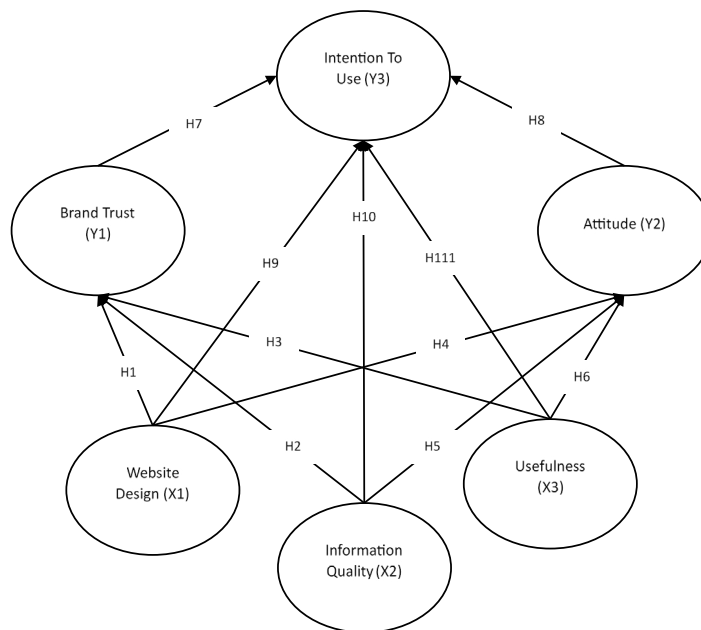 Intention To
Use (Y3)
H7
H8
Brand Trust
(Y1)
H10
Attitude (Y2)
H9
H111
H3
H4
H1
H6
H2
H5
Website
Design (X1)
Usefulness
(X3)
Information
Quality (X2)